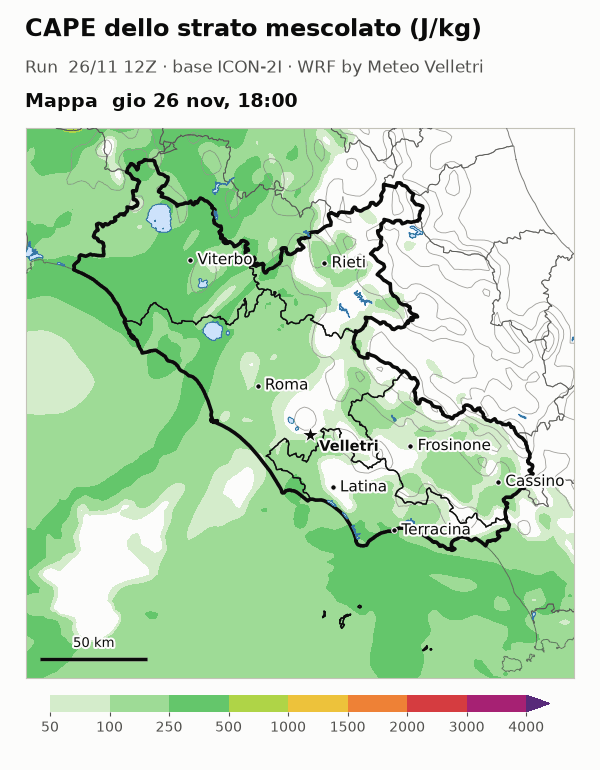 CAPE dello strato mescolato (J/kg)
Run  26/11 12Z · base ICON-2I · WRF by Meteo Velletri
Mappa  gio 26 nov, 18:00
Viterbo
Rieti
Roma
Velletri
Frosinone
Cassino
Latina
Terracina
50 km
50 100 250 500 1000 1500 2000 3000 4000